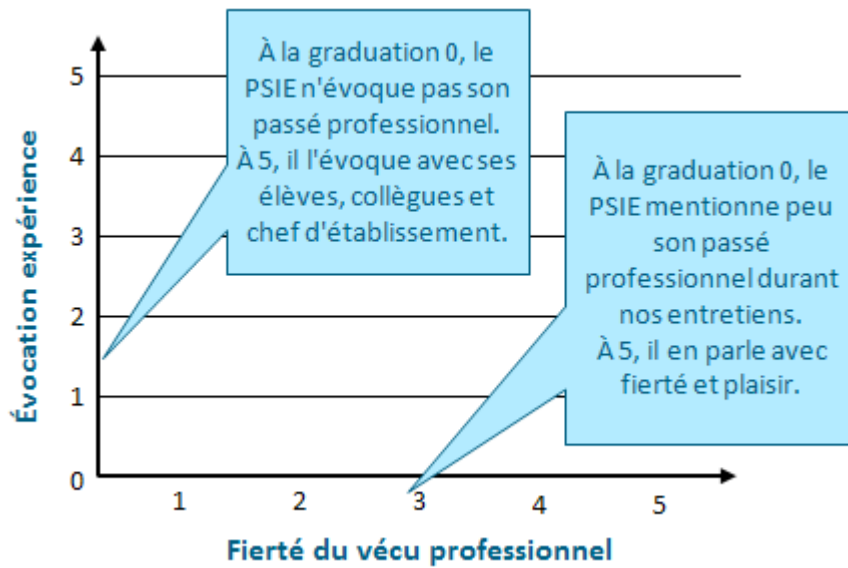 À la graduation 0, le
PSIE n'évoque pas son
passé professionnel.
À 5, il l'évoque avec ses
élèves, collègues et
chef d'établissement.
À la graduation 0, le
PSIE mentionne peu
son passé
professionnel durant
nos entretiens.
À 5, il en parle avec
fierté et plaisir.
Évocation expérience
5
4
3
2
1
0
1 2 3 4 5
Fierté du vécu professionnel